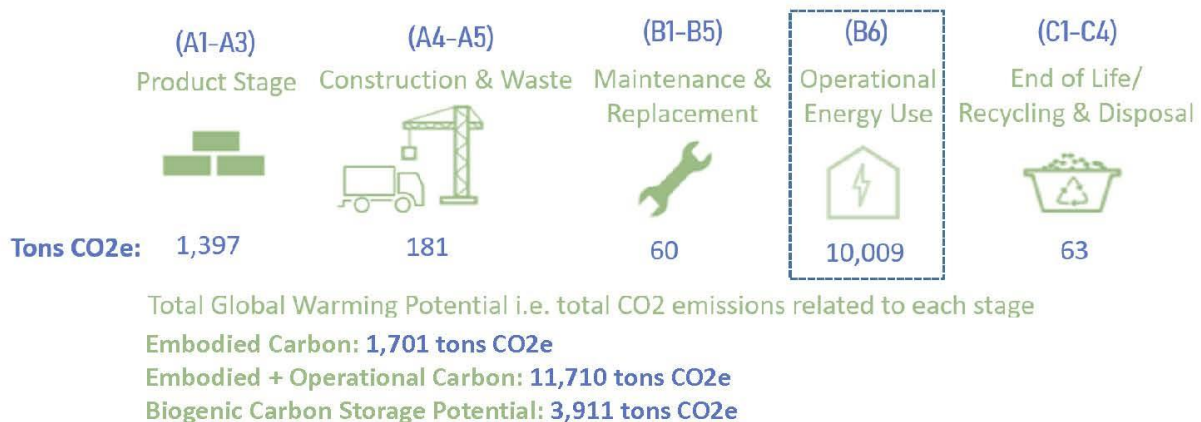 (A1-A3) (A4-A5) (B1-B5) (B6) (C1-C4)
Product Stage Construction & Waste Maintenance & Operational End of Life/
Replacement Energy Use Recycling & Disposal
Tons CO2e: 1,397 181 60 10,009 63
Total Global Warming Potential i.e. total CO2 emissions related to each stage
Embodied Carbon: 1,701 tons CO2e
Embodied + Operational Carbon: 11,710 tons CO2e
Biogenic Carbon Storage Potential: 3,911 tons CO2e